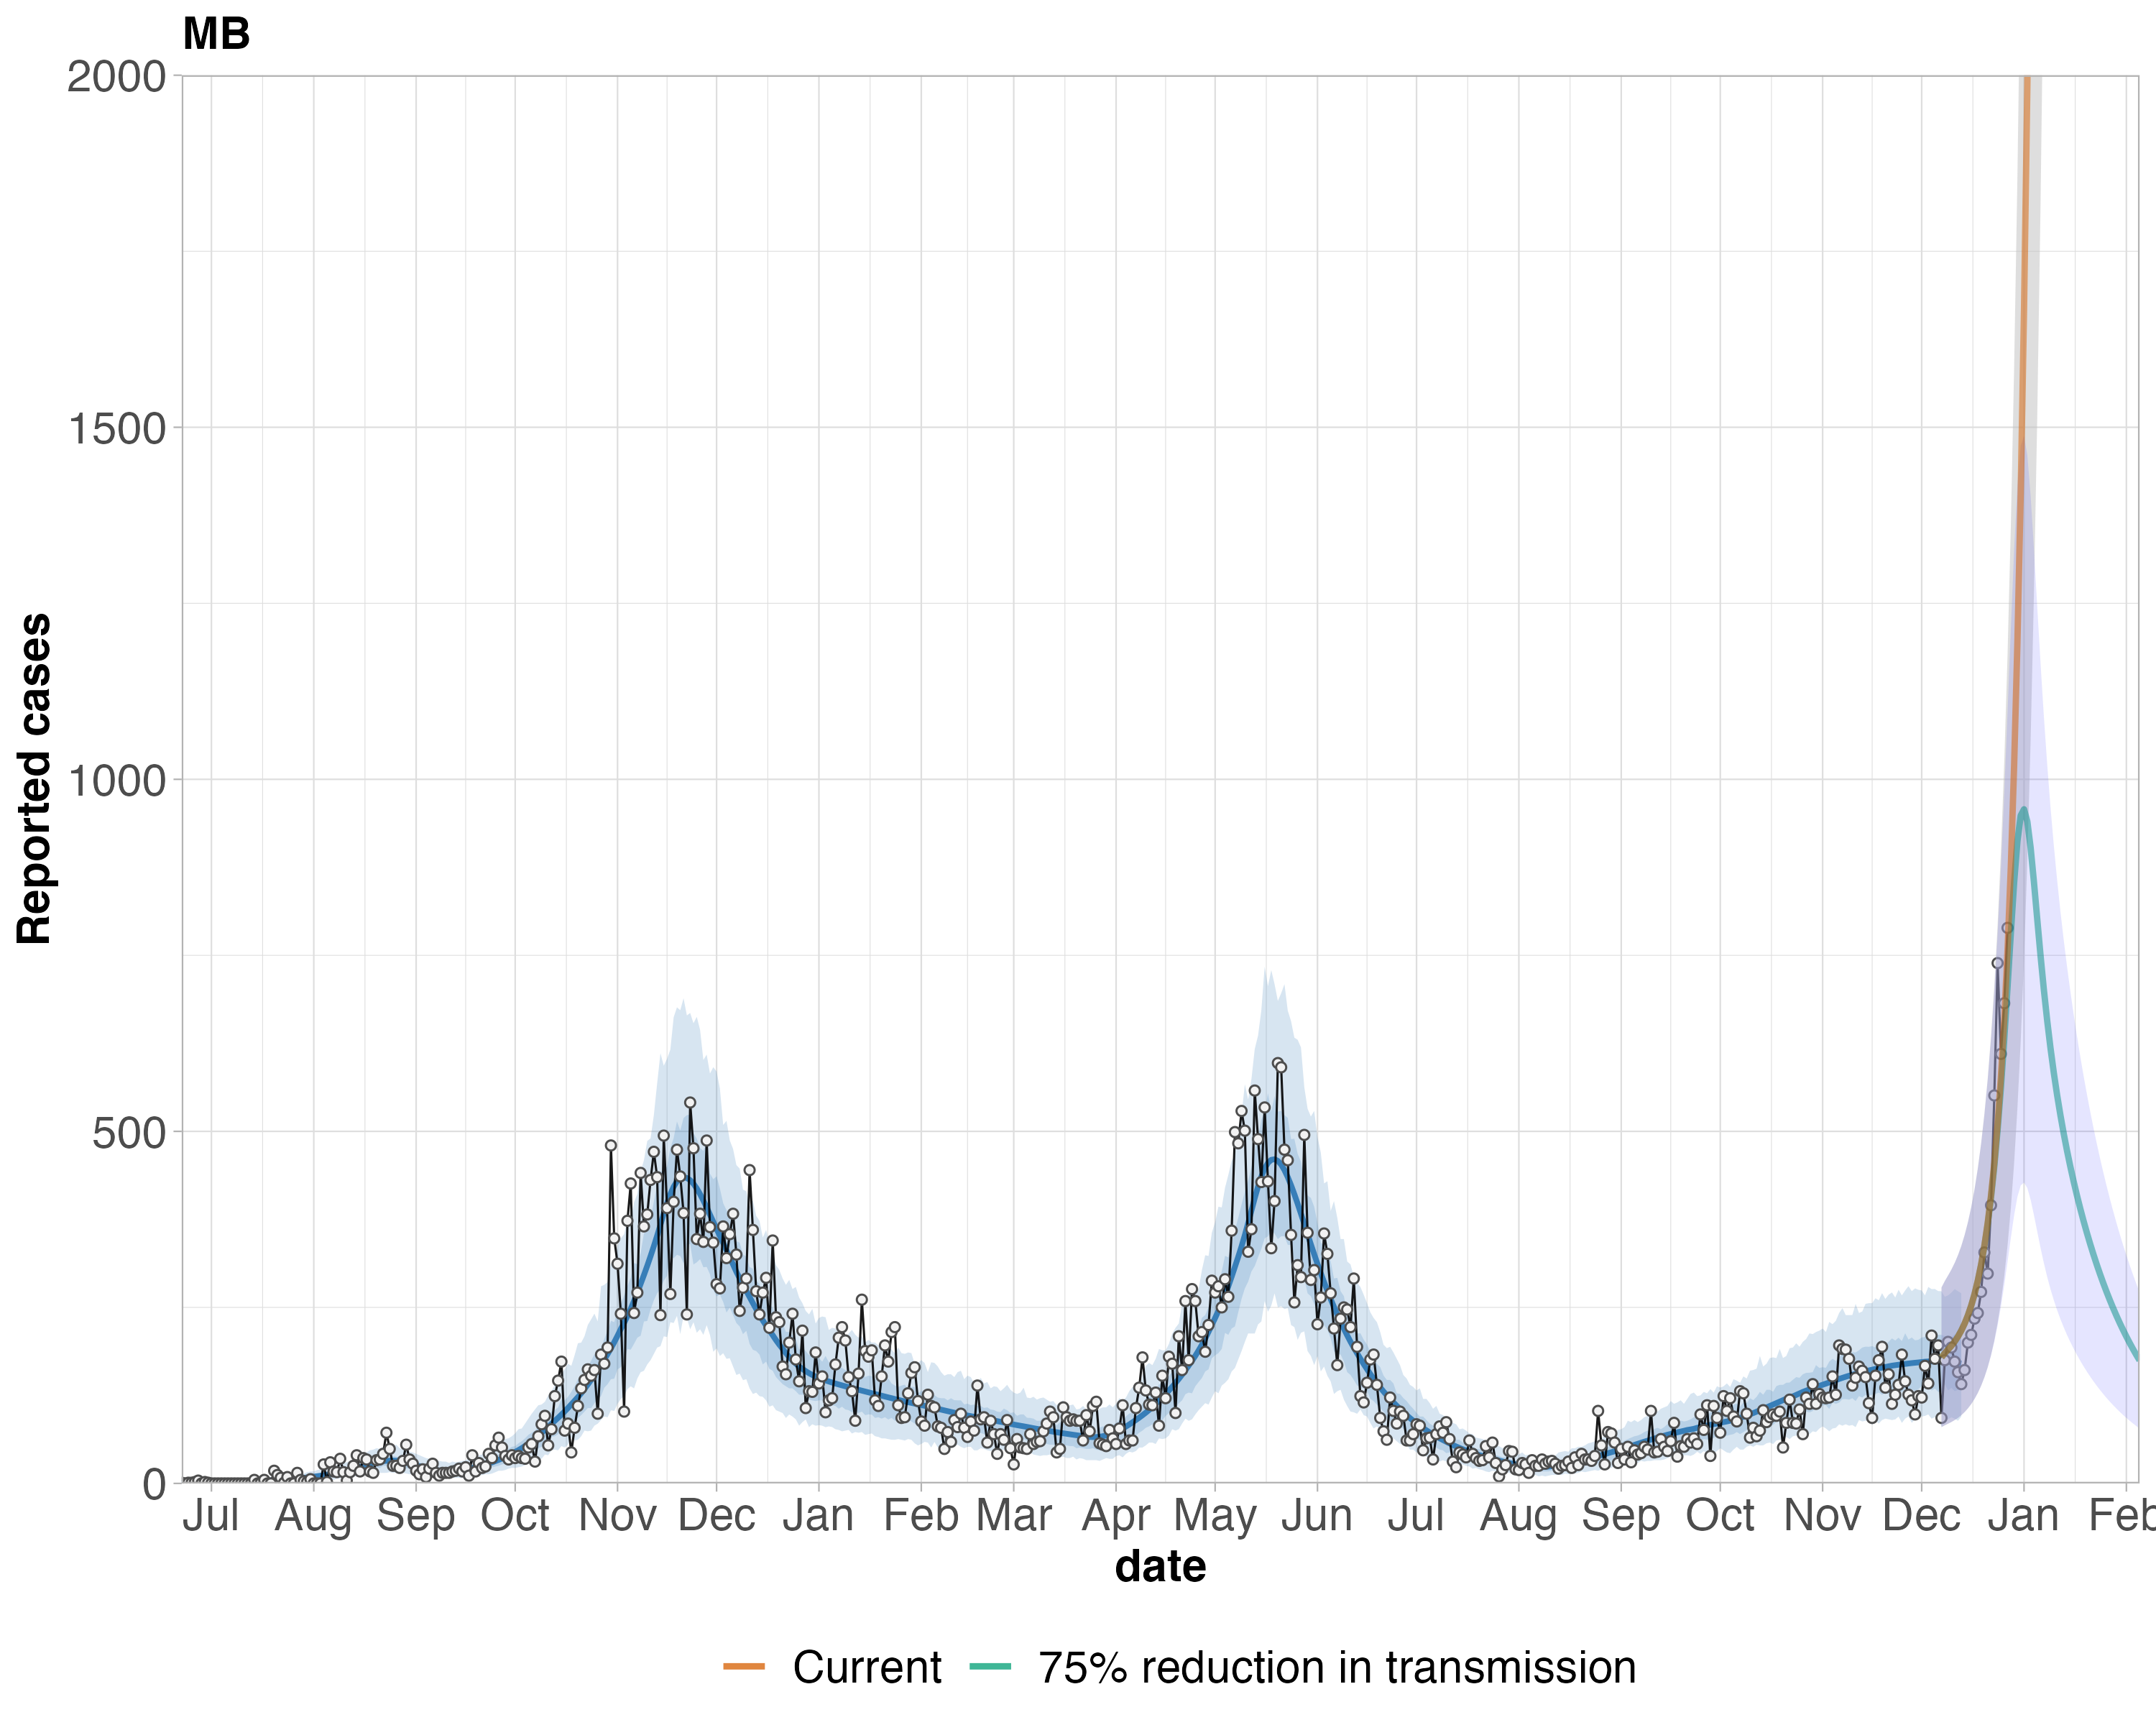 MB
2000
1500
1000
500
0
Reported cases
Jul Aug Sep Oct Nov Dec Jan Feb Mar Apr May Jun Jul Aug Sep Oct Nov Dec Jan Feb
date
Current 75% reduction in transmission